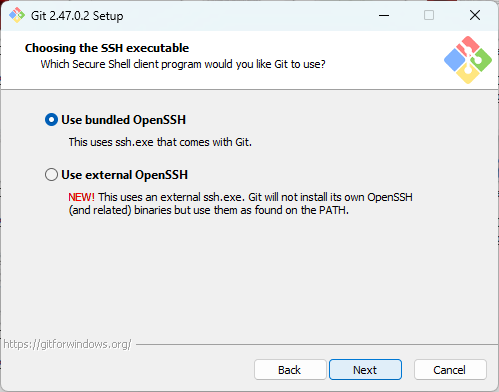 Git 2.47.0.2 Setup
Choosing the SSH executable
Which Secure Shell client program would you like Git to use?
Use bundled OpenSSH
This uses ssh.exe that comes with Git.
Use external OpenSSH
NEW! This uses an external ssh.exe. Git will not install its own OpenSSH
(and related) binaries but use them as found on the PATH.
https://gitforwindows.org/
Back Next Cancel